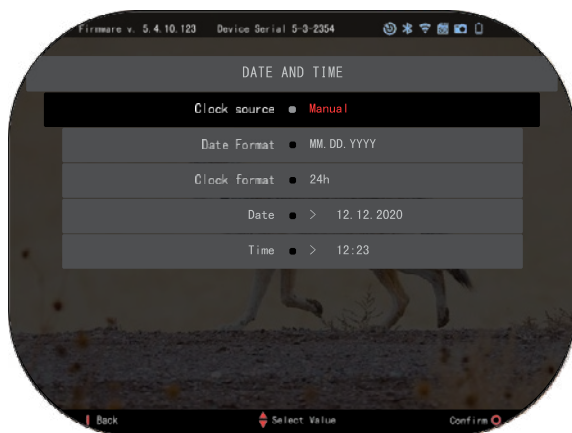 Firmware v. 5.4.10.123 Device Serial 5-3-2354
DATE AND TIME
Clock source Manual
Date Format MM.DD.YYYY
Clock format 24h
Date > 12.12.2020
Time > 12:23
Back Select Value Confirm